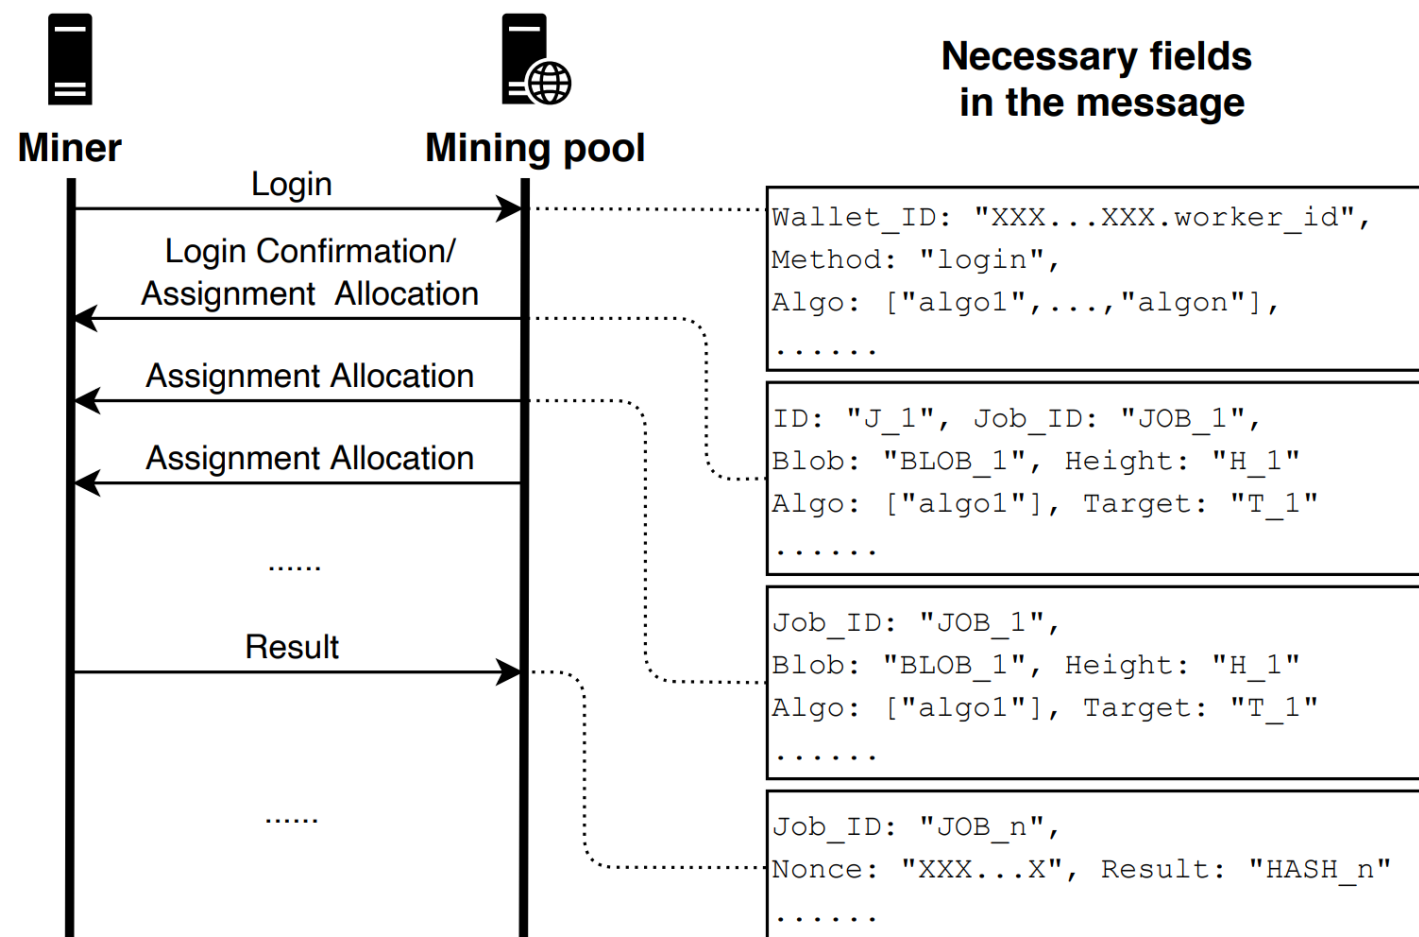 Necessary fields
in the message
Miner
Mining pool
Login
Login Confirmation/
Assignment Allocation
Assignment Allocation
Assignment Allocation
......
Result
......
Wallet_ID: "XXX...XXX.worker_id",
Method: "login",
Algo: ["algo1",...,"algon"],
......
ID: "J_1", Job_ID: "JOB_1",
Blob: "BLOB_1", Height: "H_1"
Algo: ["algo1"], Target: "T_1"
......
Job_ID: "JOB_1",
Blob: "BLOB_1", Height: "H_1"
Algo: ["algo1"], Target: "T_1"
......
Job_ID: "JOB_n",
Nonce: "XXX...X", Result: "HASH_n"
......